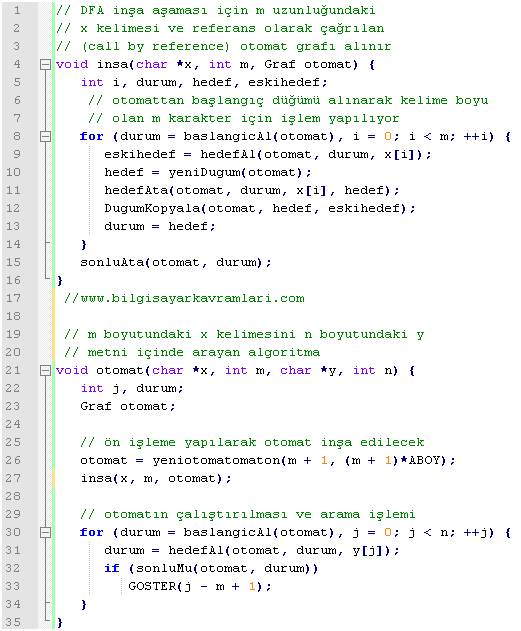 1 // DFA inşa aşaması için m uzunluğundaki
2 // x kelimesi ve referans olarak çağrılan
3 // (call by reference) otomat grafı alınır
4 void insa(char *x, int m, Graf otomat) {
5 int i, durum, hedef, eskihedef;
6 // otomattan başlangıç düğümü alınarak kelime boyu
7 // olan m karakter için işlem yapılıyor
8 for (durum = baslangicAl(otomat), i = 0; i < m; ++i) {
9 eskihedef = hedefAl(otomat, durum, x[i]);
10 hedef = yeniDugum(otomat);
11 hedefAta(otomat, durum, x[i], hedef);
12 DugumKopyala(otomat, hedef, eskihedef);
13 durum = hedef;
14 }
15 sonluAta(otomat, durum);
16 }
17 //www.bilgisayarkavramlari.com
18
19 // m boyutundaki x kelimesini n boyutundaki y
20 // metni içinde arayan algoritma
21 void otomat(char *x, int m, char *y, int n) {
22 int j, durum;
23 Graf otomat;
24
25 // ön işleme yapılarak otomat inşa edilecek
26 otomat = yeniotomatomaton(m + 1, (m + 1)*ABOY);
27 insa(x, m, otomat);
28
29 // otomatın çalıştırılması ve arama işlemi
30 for (durum = baslangicAl(otomat), j = 0; j < n; ++j) {
31 durum = hedefAl(otomat, durum, y[j]);
32 if (sonluMu(otomat, durum))
33 GOSTER(j - m + 1);
34 }
35 }